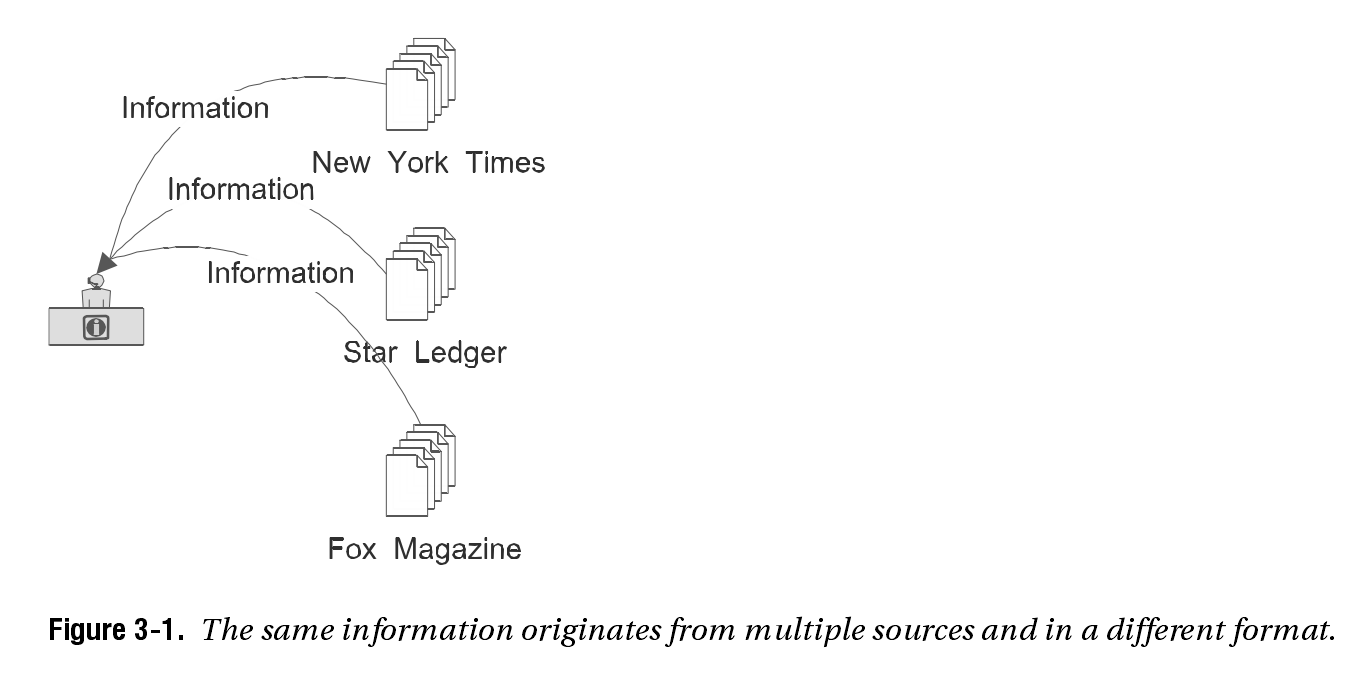 Information
New York Times
Information
Information
Star Ledger
Fox Magazine
Figure 3-1. The same information originates from multiple sources and in a different format.